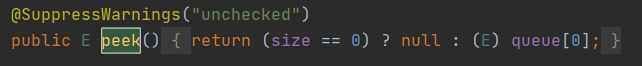 @SuppressWarnings("unchecked")
public E peek() { return (size == 0) ? null : (E) queue[0]; }